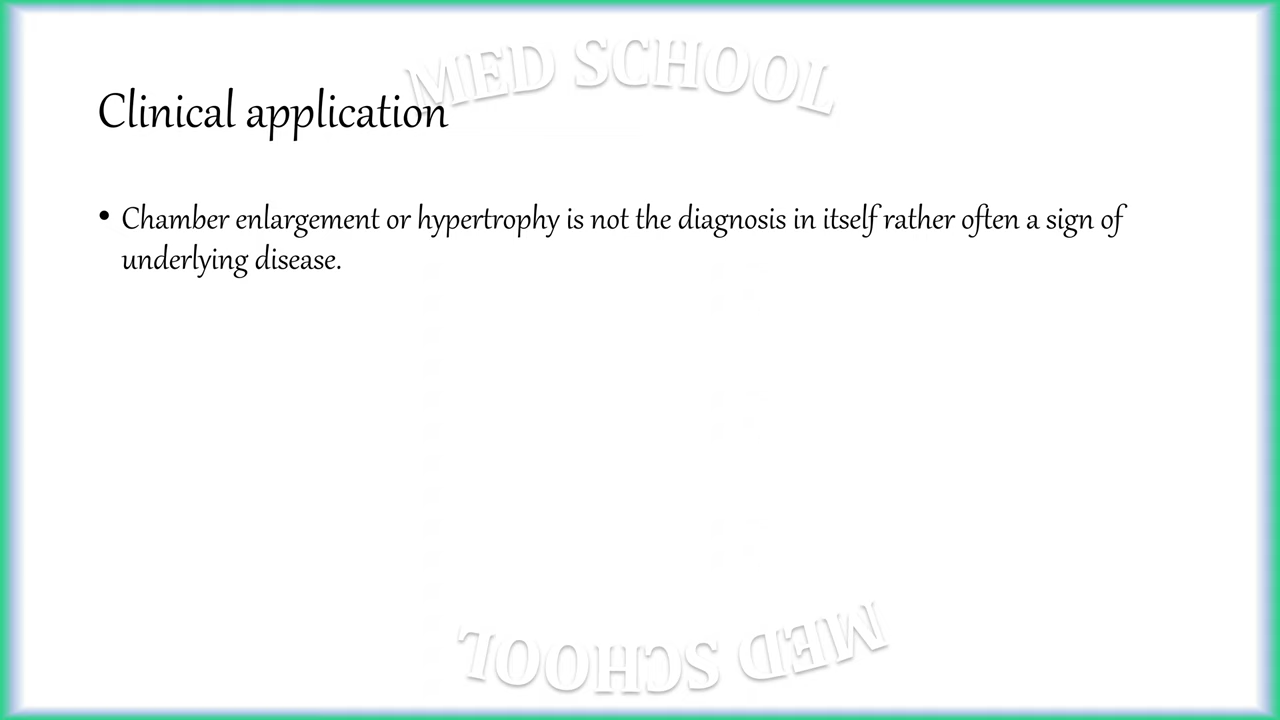 MED SCHOOL
Clinical application
• Chamber enlargement or hypertrophy is not the diagnosis in itself rather often a sign of
underlying disease.
MED SCHOOL